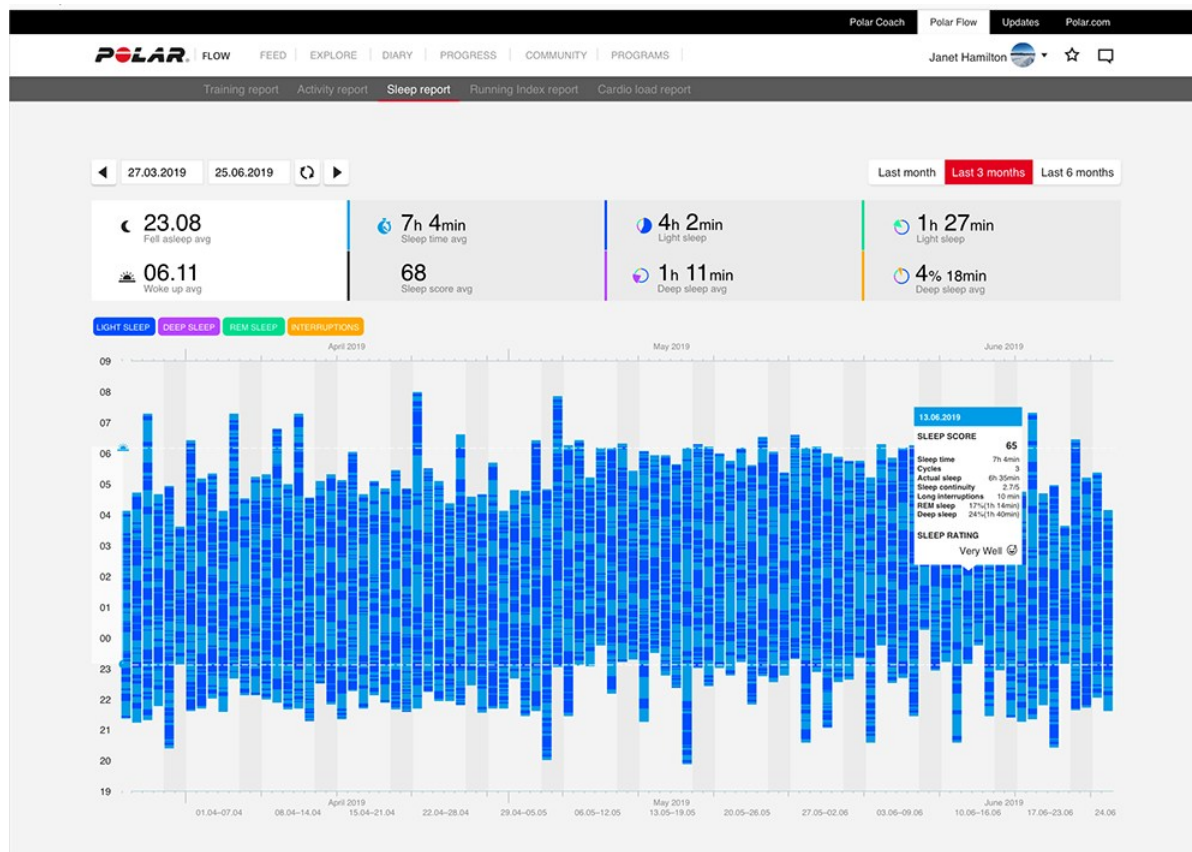 Polar Coach Polar Flow Updates Polar.com
POLAR. FLOW FEED EXPLORE DIARY PROGRESS COMMUNITY PROGRAMS Janet Hamilton
Training report Activity report Sleep report Running Index report Cardio load report
27.03.2019 25.06.2019 Last month Last 3 months Last 6 months
23.08 7h 4min 4h 2min 1h 27min
Fell asleep avg Sleep time avg Light sleep Light sleep
06.11 68 1h 11min 4% 18min
Woke up avg Sleep score avg Deep sleep avg Deep sleep avg
LIGHT SLEEP DEEP SLEEP REM SLEEP INTERRUPTIONS
April 2019 May 2019 June 2019
09
08
07
06
05
04
03
02
01
00
23
22
21
20
19
13.06.2019
SLEEP SCORE
65
Sleep time 7h 4min
Cycles 3
Actual sleep 6h 35min
Sleep continuity 2.7/5
Long interruptions 10 min
REM sleep 17%(1h 14min)
Deep sleep 24%(1h 40min)
SLEEP RATING
Very Well
April 2019 May 2019 June 2019
01.04–07.04 08.04–14.04 15.04–21.04 22.04–28.04 29.04–05.05 06.05–12.05 13.05–19.05 20.05–26.05 27.05–02.06 03.06–09.06 10.06–16.06 17.06–23.06 24.06